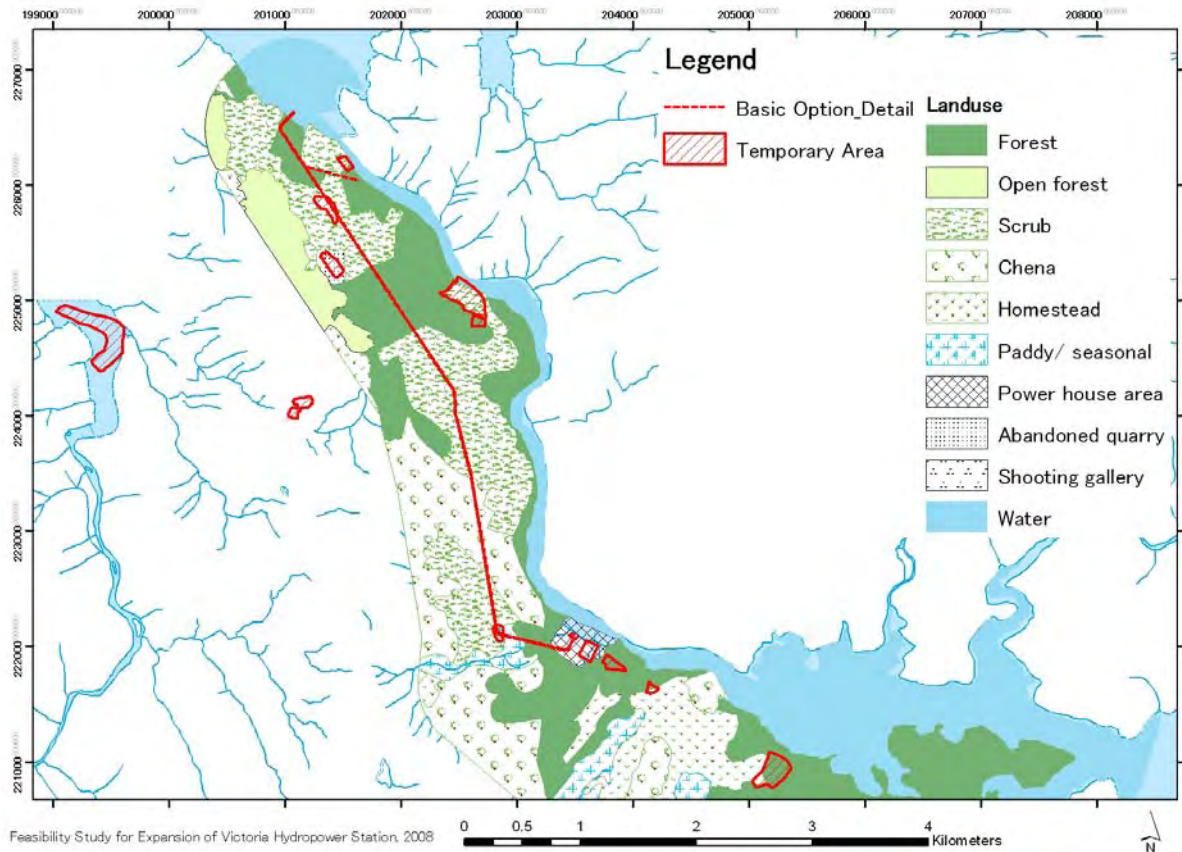 199000 200000 201000 202000 203000 204000 205000 206000 207000 208000
227000
226000
225000
224000
223000
222000
221000
Legend
Basic Option_Detail
Temporary Area
Landuse
Forest
Open forest
Scrub
Chena
Homestead
Paddy/ seasonal
Power house area
Abandoned quarry
Shooting gallery
Water
Feasibility Study for Expansion of Victoria Hydropower Station, 2008
0 0.5 1 2 3 4
Kilometers
N